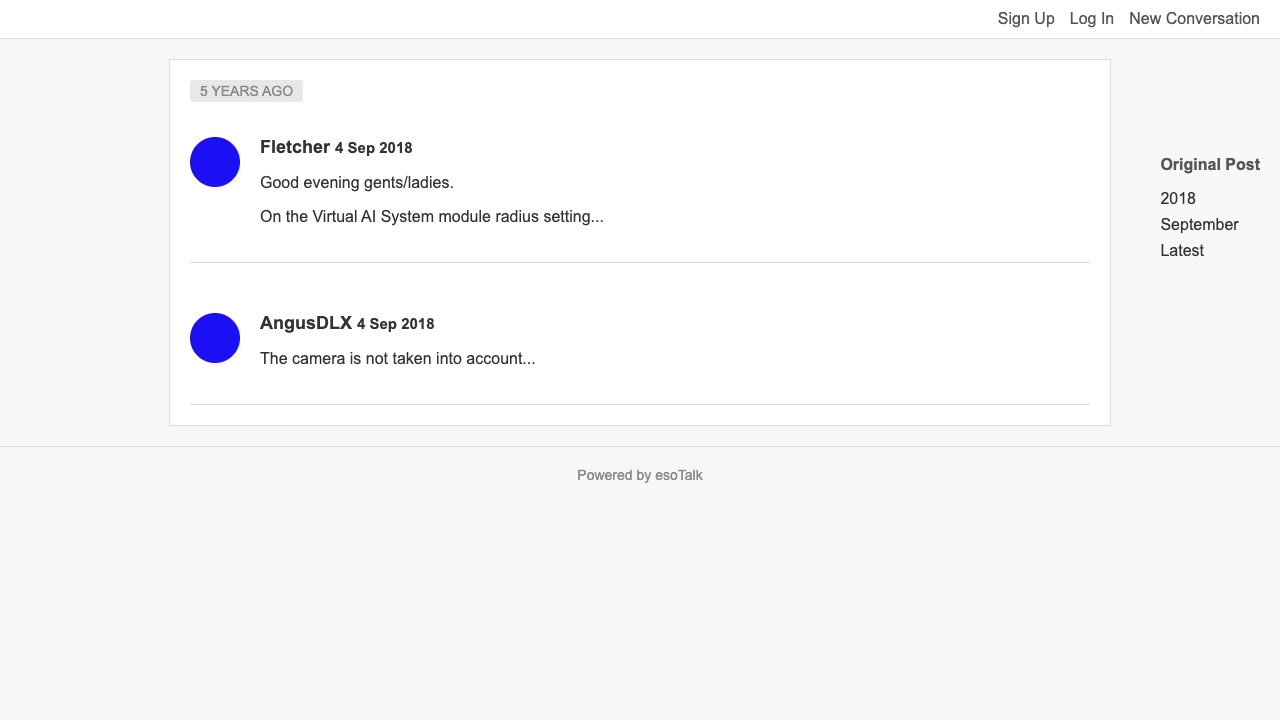 Sign Up Log In New Conversation
5 YEARS AGO
Fletcher 4 Sep 2018
Good evening gents/ladies.
On the Virtual AI System module radius setting...
AngusDLX 4 Sep 2018
The camera is not taken into account...
Original Post
2018
September
Latest
Powered by esoTalk